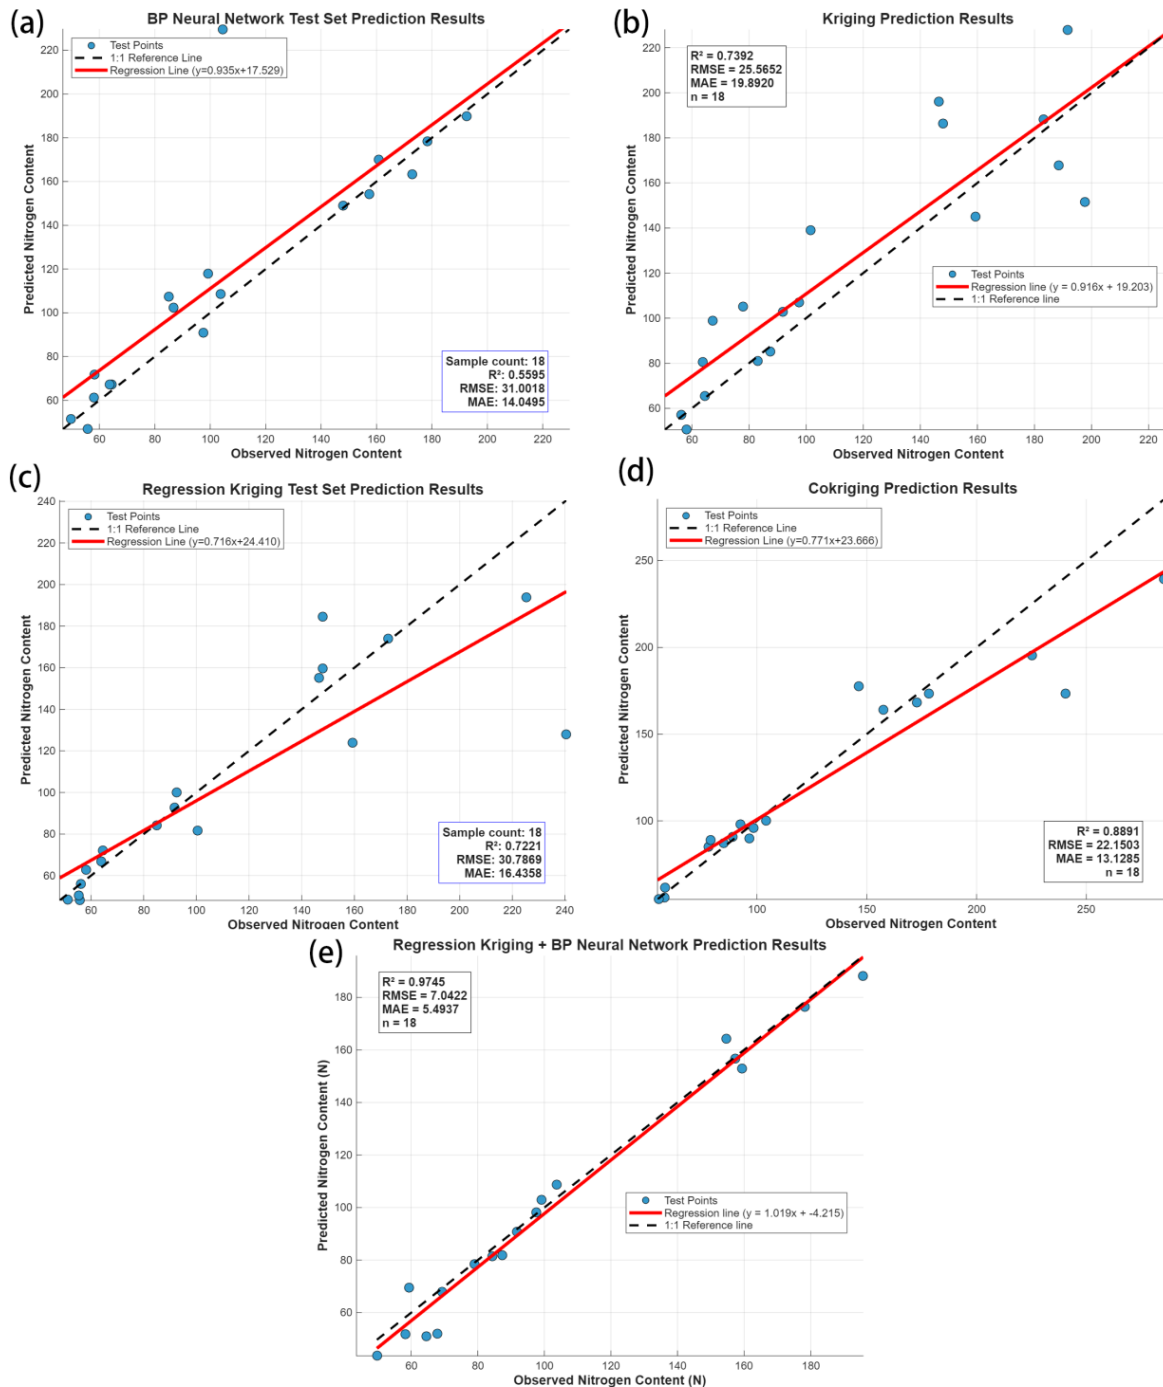 (a)
BP Neural Network Test Set Prediction Results
Test Points
1:1 Reference Line
Regression Line (y=0.935x+17.529)
220
200
180
160
140
120
100
80
60
Predicted Nitrogen Content
Sample count: 18
R²: 0.5595
RMSE: 31.0018
MAE: 14.0495
60 80 100 120 140 160 180 200 220
Observed Nitrogen Content
(b)
Kriging Prediction Results
R² = 0.7392
RMSE = 25.5652
MAE = 19.8920
n = 18
220
200
180
160
140
120
100
80
60
Predicted Nitrogen Content
Test Points
Regression line (y = 0.916x + 19.203)
1:1 Reference line
60 80 100 120 140 160 180 200 220
Observed Nitrogen Content
(c)
Regression Kriging Test Set Prediction Results
Test Points
1:1 Reference Line
Regression Line (y=0.716x+24.410)
240
220
200
180
160
140
120
100
80
60
Predicted Nitrogen Content
Sample count: 18
R²: 0.7221
RMSE: 30.7869
MAE: 16.4358
60 80 100 120 140 160 180 200 220 240
Observed Nitrogen Content
(d)
Cokriging Prediction Results
Test Points
1:1 Reference Line
Regression Line (y=0.771x+23.666)
250
200
150
100
Predicted Nitrogen Content
R² = 0.8891
RMSE = 22.1503
MAE = 13.1285
n = 18
100 150 200 250
Observed Nitrogen Content
(e)
Regression Kriging + BP Neural Network Prediction Results
R² = 0.9745
RMSE = 7.0422
MAE = 5.4937
n = 18
180
160
140
120
100
80
60
Predicted Nitrogen Content (N)
Test Points
Regression line (y = 1.019x + -4.215)
1:1 Reference line
60 80 100 120 140 160 180
Observed Nitrogen Content (N)